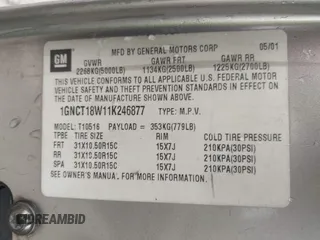 GM
MFD BY GENERAL MOTORS CORP 05/01
GVWR GAWR FRT GAWR RR
2268KG(5000LB) 1134KG(2500LB) 1225KG(2700LB)
THIS VEHICLE CONFORMS TO ALL APPLICABLE U.S. FEDERAL MOTOR
VEHICLE SAFETY AND THEFT PREVENTION STANDARDS IN
EFFECT ON THE DATE OF MANUFACTURE SHOWN ABOVE.
1GNCT18W11K246877 TYPE: M.P.V.
MODEL: T10516 PAYLOAD = 353KG(779LB)
TPBE TIRE SIZE RIM COLD TIRE PRESSURE
FRT 31X10.50R15C 15X7J 210KPA(30PSI)
RR 31X10.50R15C 15X7J 210KPA(30PSI)
SPA 31X10.50R15C 15X7J 210KPA(30PSI)
SEE OWNER'S MANUAL FOR MORE INFORMATION.
CARandBID